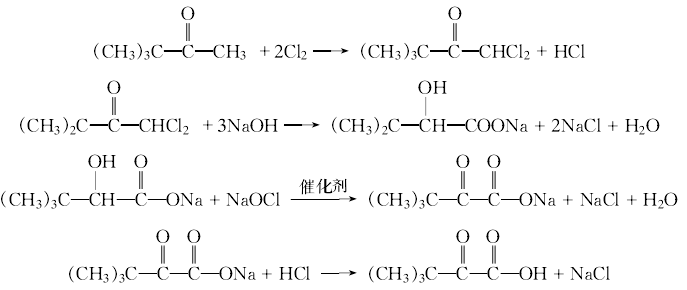 O
(CH3)3C—C—CH3 + 2Cl2 ⟶ (CH3)3C—C—CHCl2 + HCl
O OH
(CH3)2C—C—CHCl2 + 3NaOH ⟶ (CH3)2C—CH—COONa + 2NaCl + H2O
OH O 催化剂 O O
(CH3)3C—CH—C—ONa + NaOCl ⟶ (CH3)3C—C—C—ONa + NaCl + H2O
O O O O
(CH3)3C—C—C—ONa + HCl ⟶ (CH3)3C—C—C—OH + NaCl